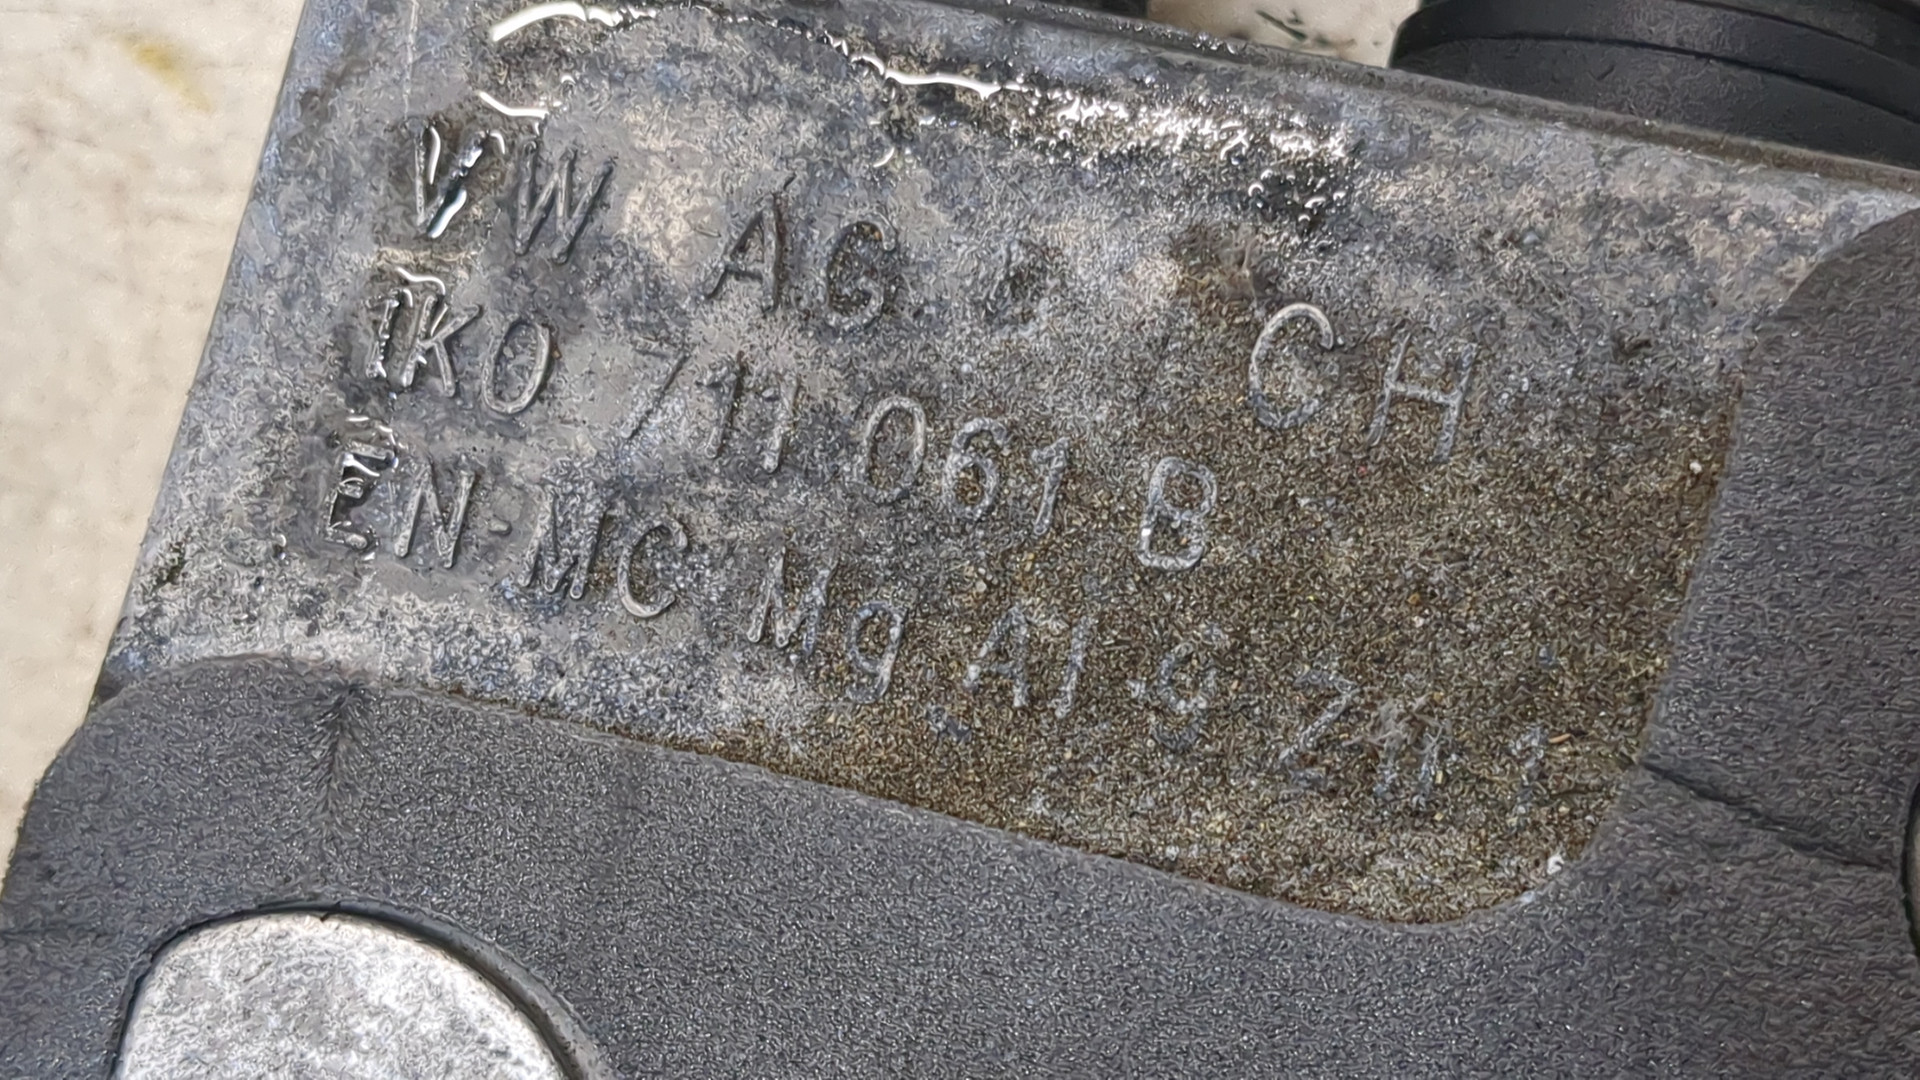 VW AG CH
1K0 711 061 B
EN-MC Mg Al 9 Zn 1